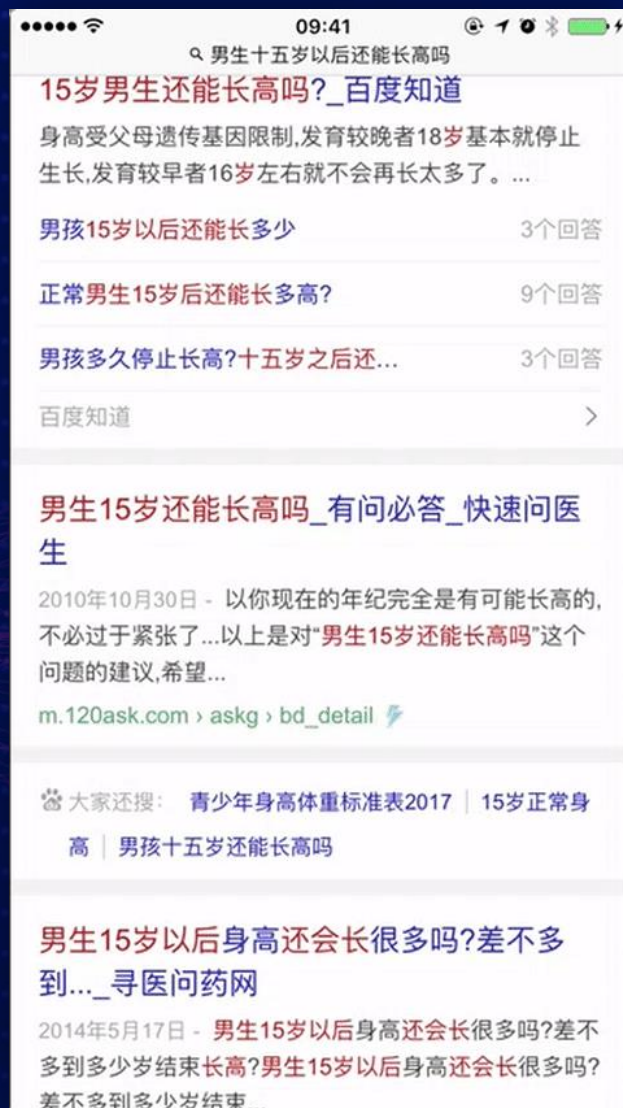 09:41
男生十五岁以后还能长高吗
15岁男生还能长高吗?_百度知道
身高受父母遗传基因限制,发育较晚者18岁基本就停止
生长,发育较早者16岁左右就不会再长太多了。...
男孩15岁以后还能长多少 3个回答
正常男生15岁后还能长多高? 9个回答
男孩多久停止长高?十五岁之后还... 3个回答
百度知道
男生15岁还能长高吗_有问必答_快速问医
生
2010年10月30日 - 以你现在的年纪完全是有可能长高的,
不必过于紧张了...以上是对“男生15岁还能长高吗”这个
问题的建议,希望...
m.120ask.com › askg › bd_detail
大家还搜: 青少年身高体重标准表2017 | 15岁正常身
高 | 男孩十五岁还能长高吗
男生15岁以后身高还会长很多吗?差不多
到..._寻医问药网
2014年5月17日 - 男生15岁以后身高还会长很多吗?差不
多到多少岁结束长高?男生15岁以后身高还会长很多吗?
差不多到多少岁结束...